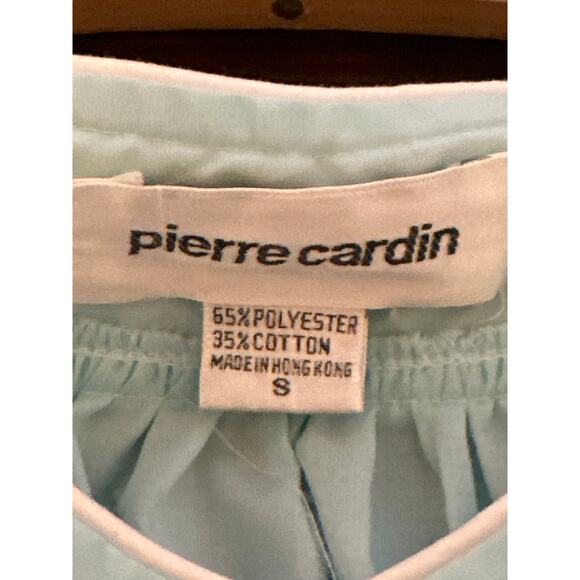 pierre cardin
65% POLYESTER
35% COTTON
MADE IN HONG KONG
S